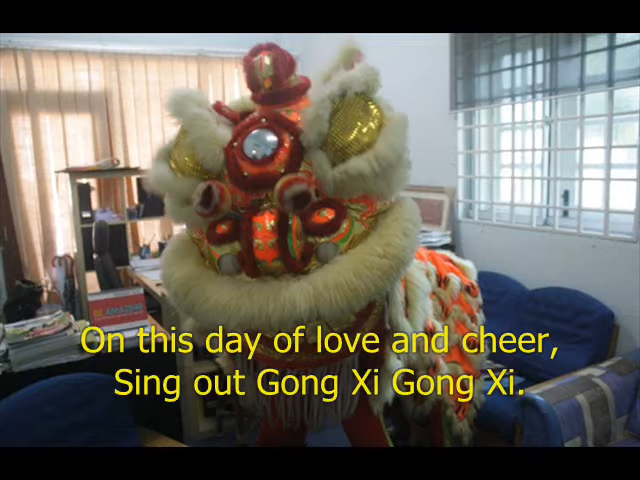 On this day of love and cheer,
Sing out Gong Xi Gong Xi.